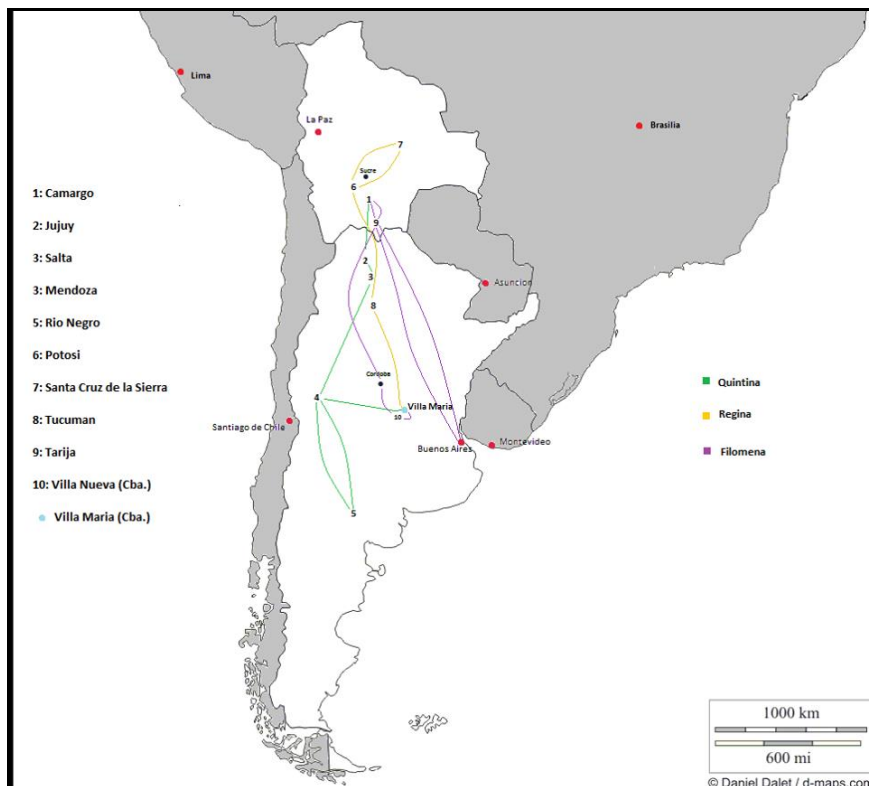 Lima
La Paz
Brasilia
7
Sucre
6
1: Camargo
1
2: Jujuy
9
3: Salta
2
3
Asuncion
3: Mendoza
8
5: Rio Negro
6: Potosi
7: Santa Cruz de la Sierra
Cordoba
Quintina
4
Villa Maria
8: Tucuman
10
Regina
Santiago de Chile
Buenos Aires
Montevideo
9: Tarija
Filomena
10: Villa Nueva (Cba.)
5
Villa Maria (Cba.)
1000 km
600 mi
© Daniel Dalet / d-maps.com